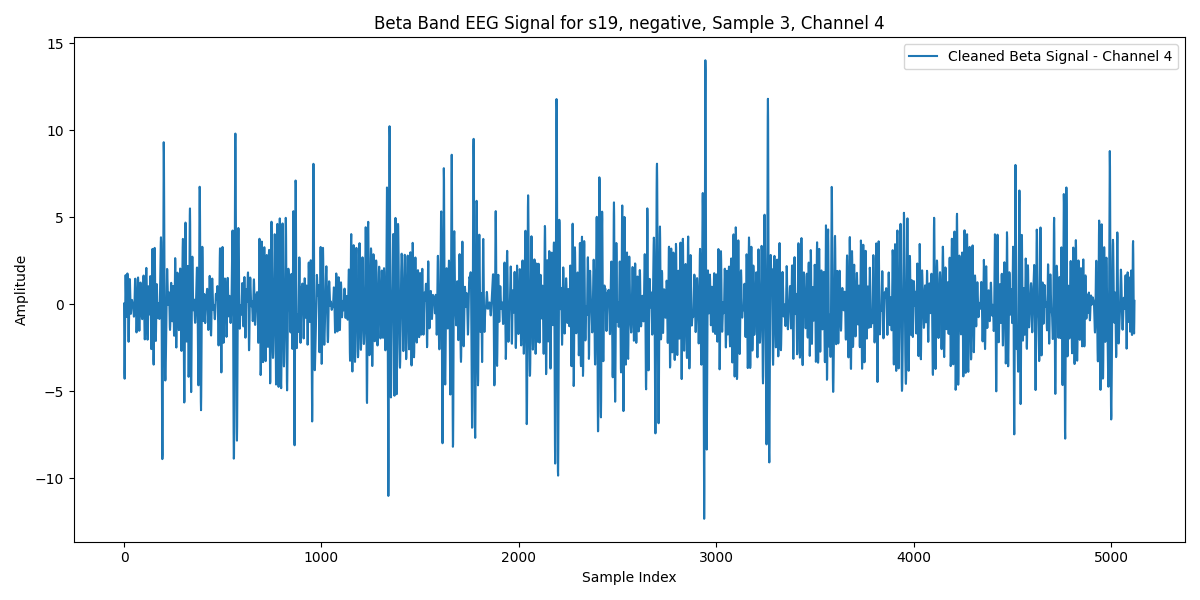 Beta Band EEG Signal for s19, negative, Sample 3, Channel 4
Cleaned Beta Signal - Channel 4
Amplitude
15
10
5
0
−5
−10
0 1000 2000 3000 4000 5000
Sample Index